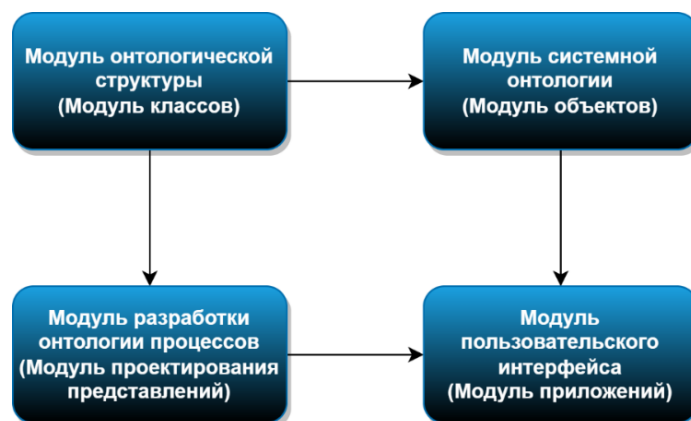 Модуль онтологической
структуры
(Модуль классов)
Модуль системной
онтологии
(Модуль объектов)
Модуль разработки
онтологии процессов
(Модуль проектирования
представлений)
Модуль
пользовательского
интерфейса
(Модуль приложений)